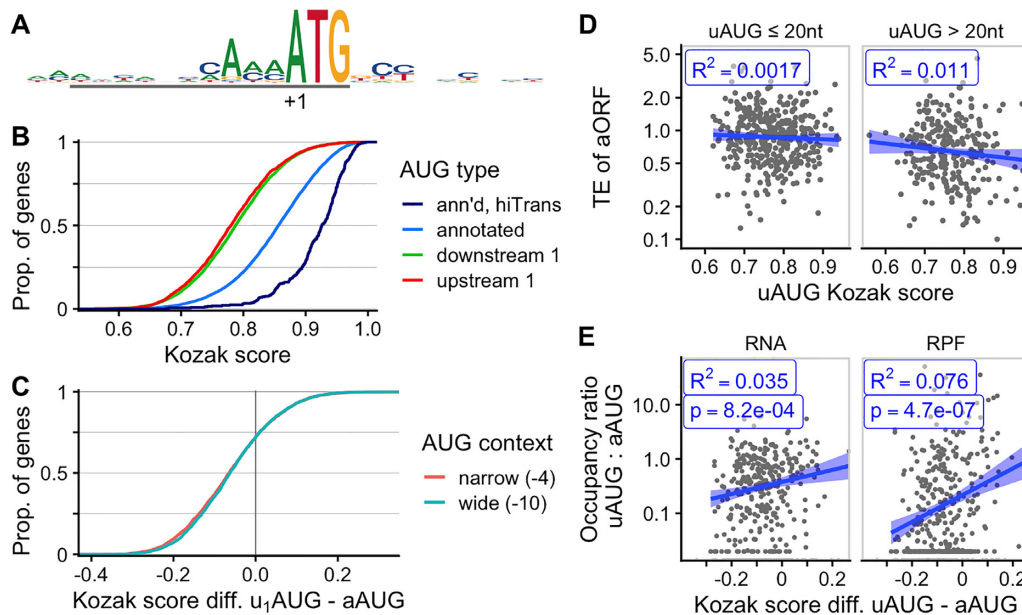 A
CAAAATG
+1
B
Prop. of genes
1
0.5
0
0.6 0.7 0.8 0.9 1.0
Kozak score
AUG type
ann'd, hiTrans
annotated
downstream 1
upstream 1
C
Prop. of genes
1
0.5
0
-0.4 -0.2 0.0 0.2
Kozak score diff. u₁AUG - aAUG
AUG context
narrow (-4)
wide (-10)
D
uAUG ≤ 20nt uAUG > 20nt
TE of aORF
5.0
2.0
1.0
0.5
0.2
0.1
R² = 0.0017 R² = 0.011
0.6 0.7 0.8 0.9 0.6 0.7 0.8 0.9
uAUG Kozak score
E
RNA RPF
Occupancy ratio
uAUG : aAUG
10.0
1.0
0.1
R² = 0.035 R² = 0.076
p = 8.2e-04 p = 4.7e-07
-0.2 0 0.2 -0.2 0 0.2
Kozak score diff. uAUG - aAUG